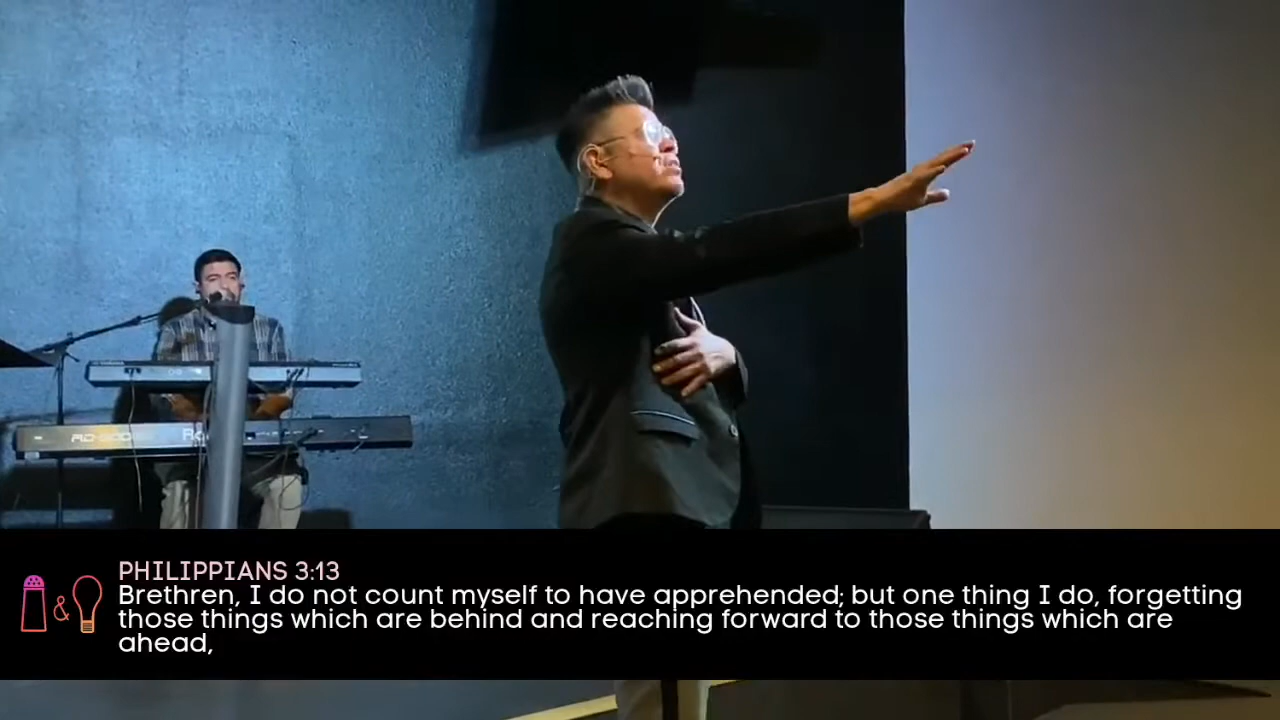 PHILIPPIANS 3:13
Brethren, I do not count myself to have apprehended; but one thing I do, forgetting
those things which are behind and reaching forward to those things which are
ahead,
&